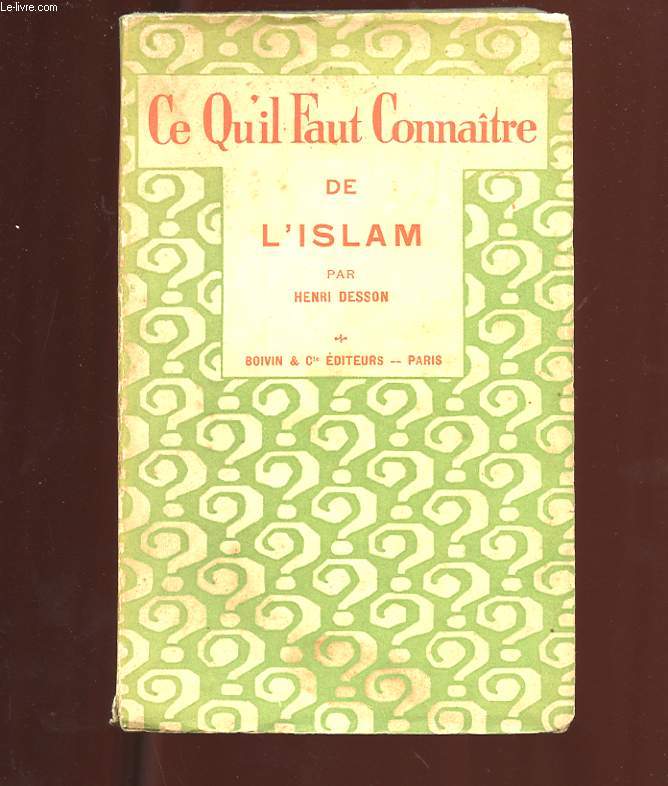 Le-livre.com
Ce Qu'il Faut Connaître
DE
L'ISLAM
PAR
HENRI DESSON
BOIVIN & Cie ÉDITEURS -- PARIS